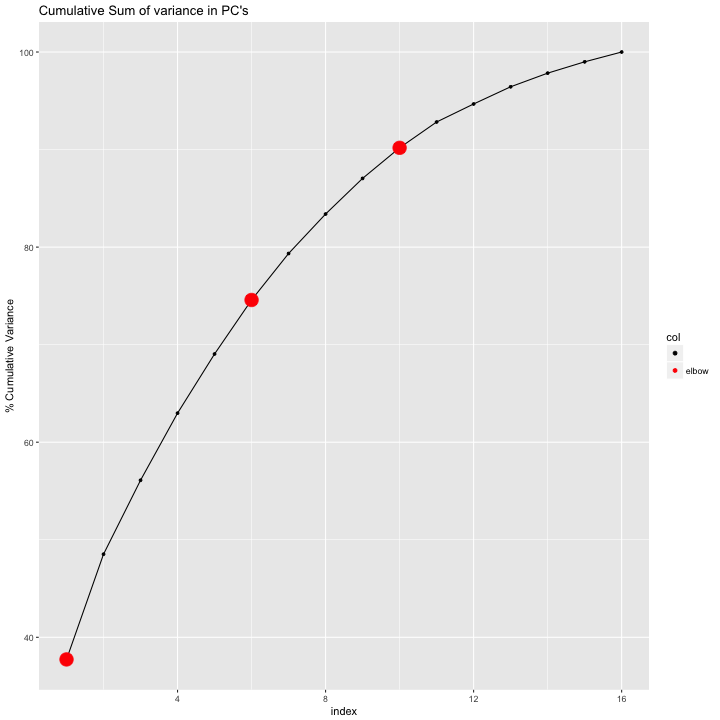 Cumulative Sum of variance in PC's
100
80
60
40
% Cumulative Variance
4
8
12
16
index
col
elbow